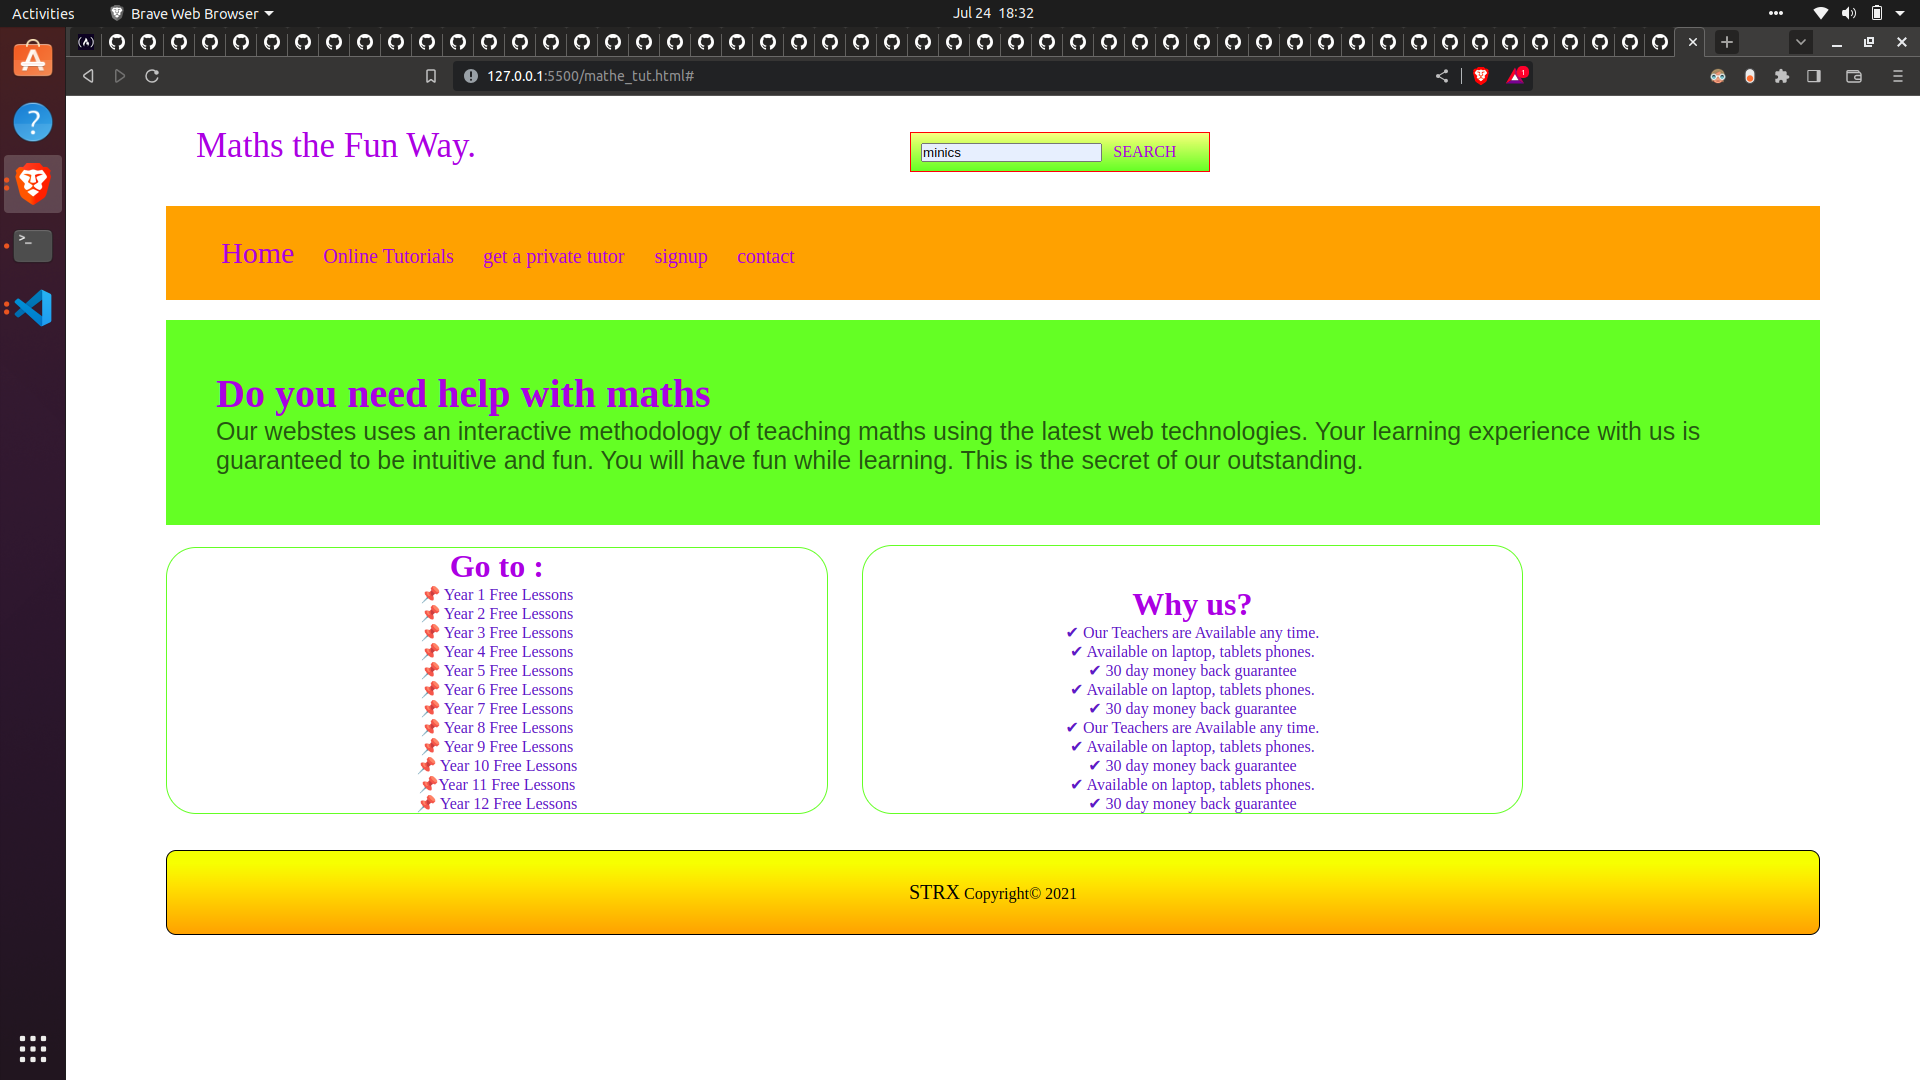 Activities
Brave Web Browser
Jul 24 18:32
127.0.0.1:5500/mathe_tut.html#
1
Maths the Fun Way.
minics
SEARCH
Home
Online Tutorials
get a private tutor
signup
contact
Do you need help with maths
Our webstes uses an interactive methodology of teaching maths using the latest web technologies. Your learning experience with us is
guaranteed to be intuitive and fun. You will have fun while learning. This is the secret of our outstanding.
Go to :
📌 Year 1 Free Lessons
📌 Year 2 Free Lessons
📌 Year 3 Free Lessons
📌 Year 4 Free Lessons
📌 Year 5 Free Lessons
📌 Year 6 Free Lessons
📌 Year 7 Free Lessons
📌 Year 8 Free Lessons
📌 Year 9 Free Lessons
📌 Year 10 Free Lessons
📌Year 11 Free Lessons
📌 Year 12 Free Lessons
Why us?
✔ Our Teachers are Available any time.
✔ Available on laptop, tablets phones.
✔ 30 day money back guarantee
✔ Available on laptop, tablets phones.
✔ 30 day money back guarantee
✔ Our Teachers are Available any time.
✔ Available on laptop, tablets phones.
✔ 30 day money back guarantee
✔ Available on laptop, tablets phones.
✔ 30 day money back guarantee
STRX Copyright© 2021